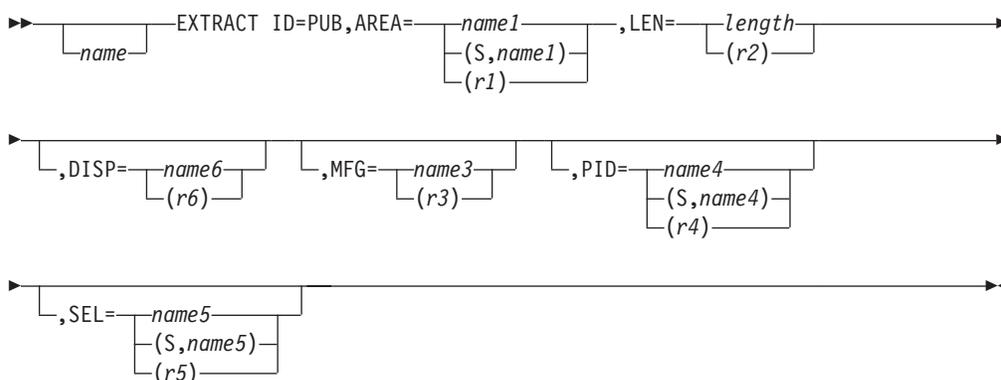 EXTRACT ID=PUB,AREA= name1 ,LEN= length
name (S,name1) (r2)
(r1)
,DISP= name6 ,MFG= name3 ,PID= name4
(r6) (r3) (S,name4)
(r4)
,SEL= name5
(S,name5)
(r5)